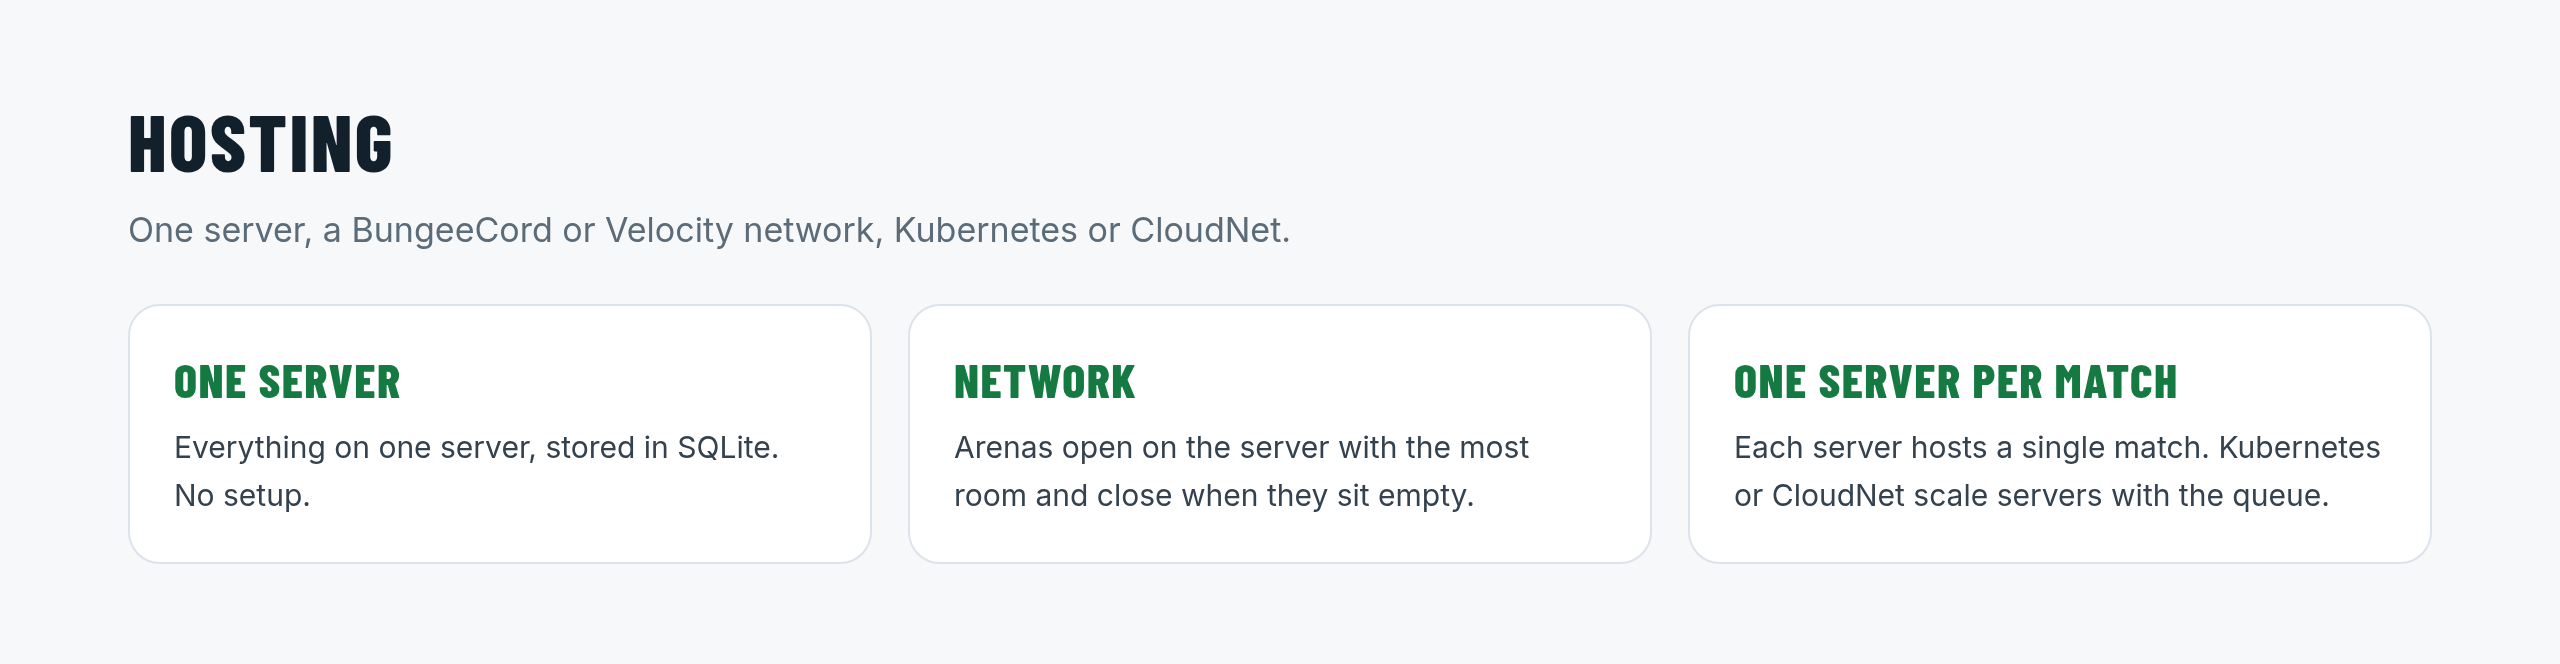 HOSTING
One server, a BungeeCord or Velocity network, Kubernetes or CloudNet.
ONE SERVER
Everything on one server, stored in SQLite.
No setup.
NETWORK
Arenas open on the server with the most
room and close when they sit empty.
ONE SERVER PER MATCH
Each server hosts a single match. Kubernetes
or CloudNet scale servers with the queue.